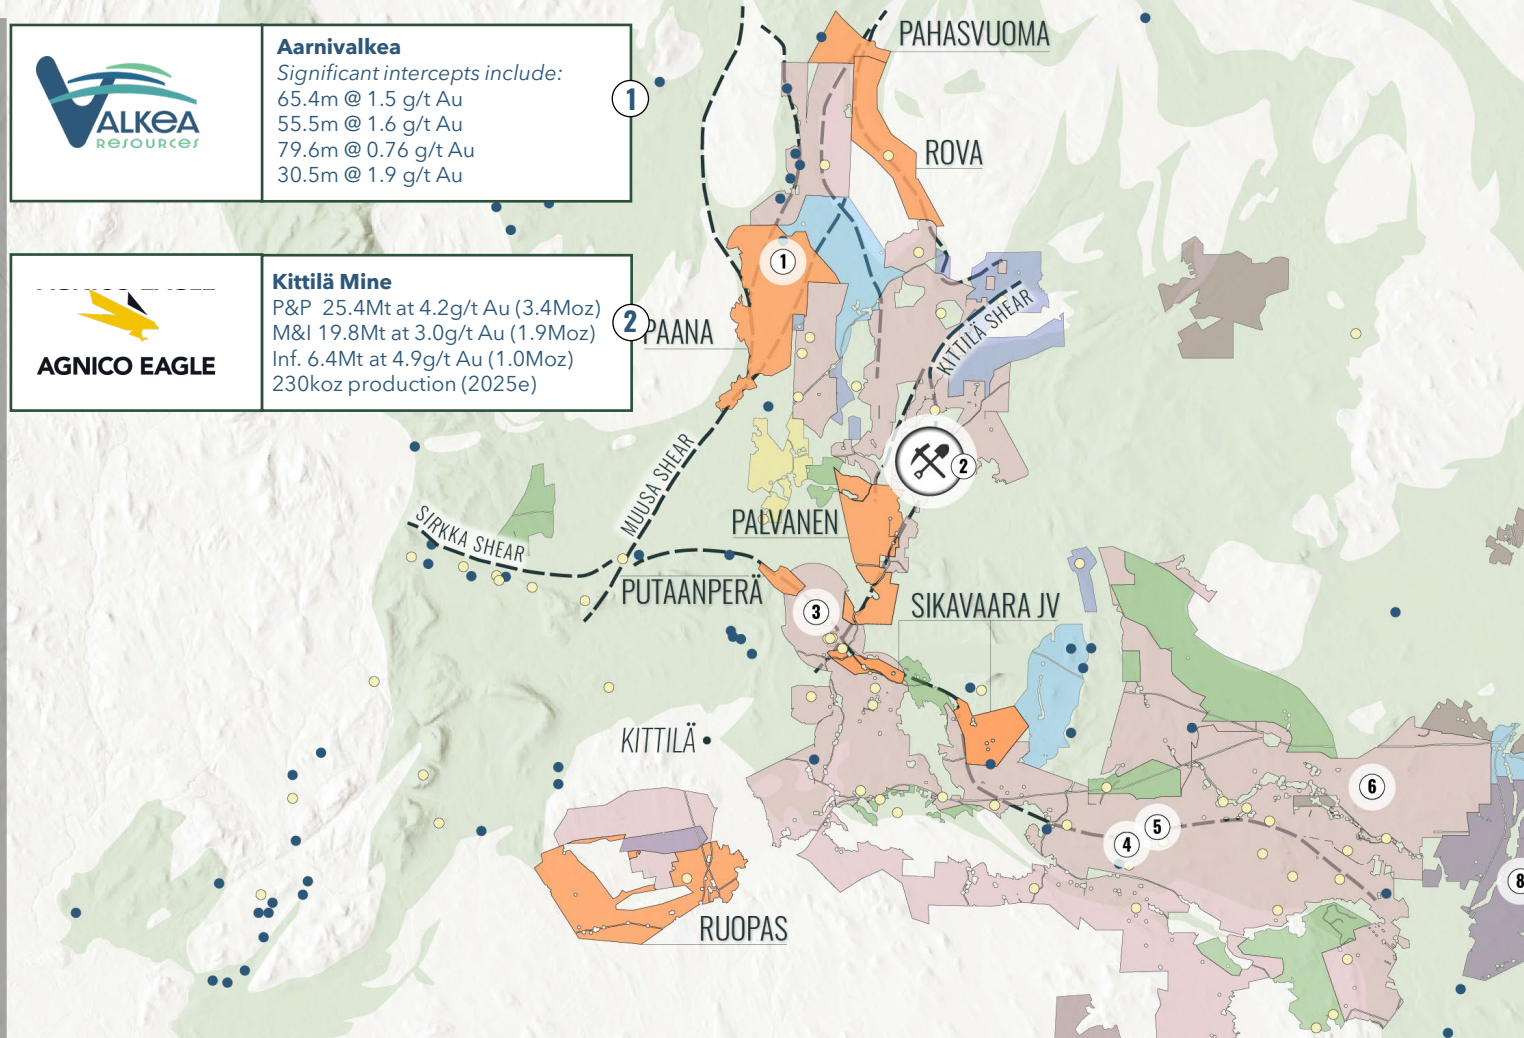 VALKEA
RESOURCES
Aarnivalkea
Significant intercepts include:
65.4m @ 1.5 g/t Au
55.5m @ 1.6 g/t Au
79.6m @ 0.76 g/t Au
30.5m @ 1.9 g/t Au
1
AGNICO EAGLE
Kittilä Mine
P&P 25.4Mt at 4.2g/t Au (3.4Moz)
M&I 19.8Mt at 3.0g/t Au (1.9Moz)
Inf. 6.4Mt at 4.9g/t Au (1.0Moz)
230koz production (2025e)
2
PAHASVUOMA
ROVA
1
PAANA
KITTILÄ SHEAR
MUUSA SHEAR
2
SIRKKA SHEAR
PALVANEN
PUTAANPERÄ
3
SIKAVAARA JV
KITTILÄ
6
5
4
8
RUOPAS